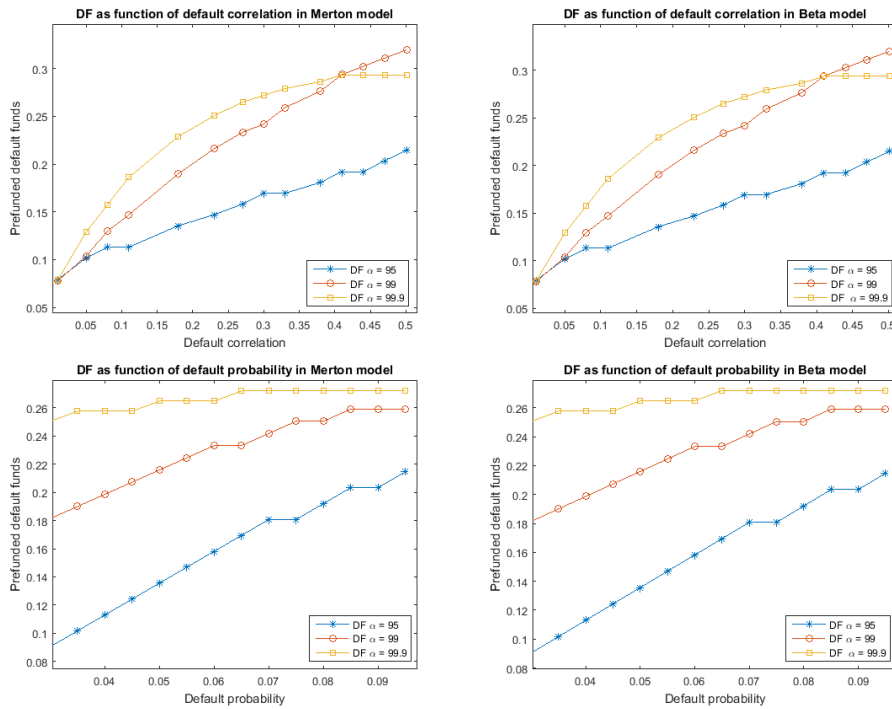 DF as function of default correlation in Merton model
Prefunded default funds
0.3
0.25
0.2
0.15
0.1
0.05
DF α = 95
DF α = 99
DF α = 99.9
0.05 0.1 0.15 0.2 0.25 0.3 0.35 0.4 0.45 0.5
Default correlation
DF as function of default correlation in Beta model
Prefunded default funds
0.3
0.25
0.2
0.15
0.1
0.05
DF α = 95
DF α = 99
DF α = 99.9
0.05 0.1 0.15 0.2 0.25 0.3 0.35 0.4 0.45 0.5
Default correlation
DF as function of default probability in Merton model
Prefunded default funds
0.26
0.24
0.22
0.2
0.18
0.16
0.14
0.12
0.1
0.08
DF α = 95
DF α = 99
DF α = 99.9
0.04 0.05 0.06 0.07 0.08 0.09
Default probability
DF as function of default probability in Beta model
Prefunded default funds
0.26
0.24
0.22
0.2
0.18
0.16
0.14
0.12
0.1
0.08
DF α = 95
DF α = 99
DF α = 99.9
0.04 0.05 0.06 0.07 0.08 0.09
Default probability